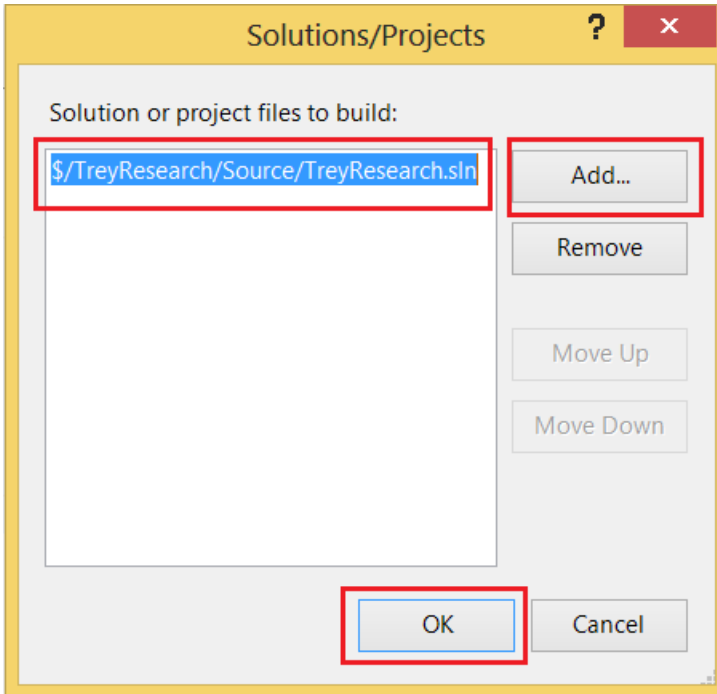 Solutions/Projects ?
Solution or project files to build:
$/TreyResearch/Source/TreyResearch.sln
Add...
Remove
Move Up
Move Down
OK
Cancel